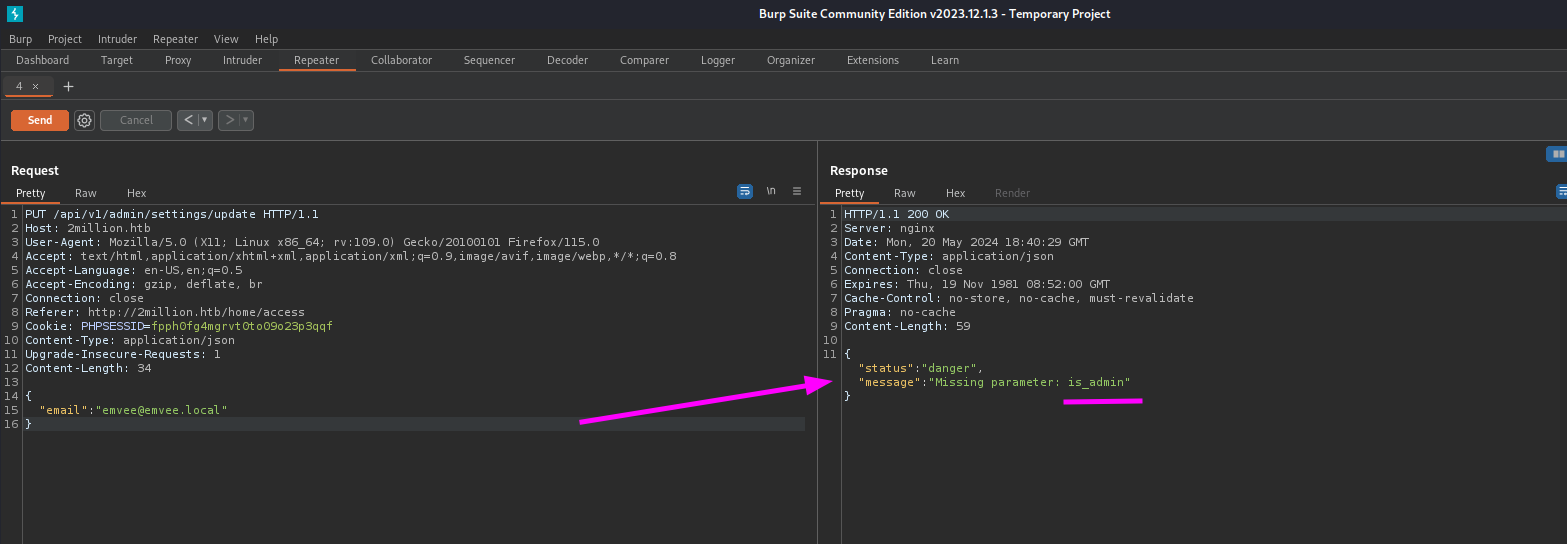 Burp Suite Community Edition v2023.12.1.3 - Temporary Project
Burp Project Intruder Repeater View Help
Dashboard Target Proxy Intruder Repeater Collaborator Sequencer Decoder Comparer Logger Organizer Extensions Learn
4 × +
Send Cancel < ▾ > ▾
Request
Pretty Raw Hex \n
1 PUT /api/v1/admin/settings/update HTTP/1.1
2 Host: 2million.htb
3 User-Agent: Mozilla/5.0 (X11; Linux x86_64; rv:109.0) Gecko/20100101 Firefox/115.0
4 Accept: text/html,application/xhtml+xml,application/xml;q=0.9,image/avif,image/webp,*/*;q=0.8
5 Accept-Language: en-US,en;q=0.5
6 Accept-Encoding: gzip, deflate, br
7 Connection: close
8 Referer: http://2million.htb/home/access
9 Cookie: PHPSESSID=fpph0fg4mgrvt0to09o23p3qqf
10 Content-Type: application/json
11 Upgrade-Insecure-Requests: 1
12 Content-Length: 34
13
14 {
15 "email":"emvee@emvee.local"
16 }
Response
Pretty Raw Hex Render
1 HTTP/1.1 200 OK
2 Server: nginx
3 Date: Mon, 20 May 2024 18:40:29 GMT
4 Content-Type: application/json
5 Connection: close
6 Expires: Thu, 19 Nov 1981 08:52:00 GMT
7 Cache-Control: no-store, no-cache, must-revalidate
8 Pragma: no-cache
9 Content-Length: 59
10
11 {
"status":"danger",
"message":"Missing parameter: is_admin"
}